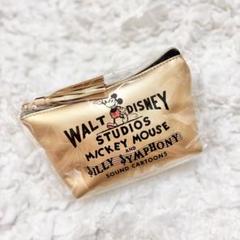 WALT DISNEY
STUDIOS
MICKEY MOUSE
AND
SILLY SYMPHONY
SOUND CARTOONS